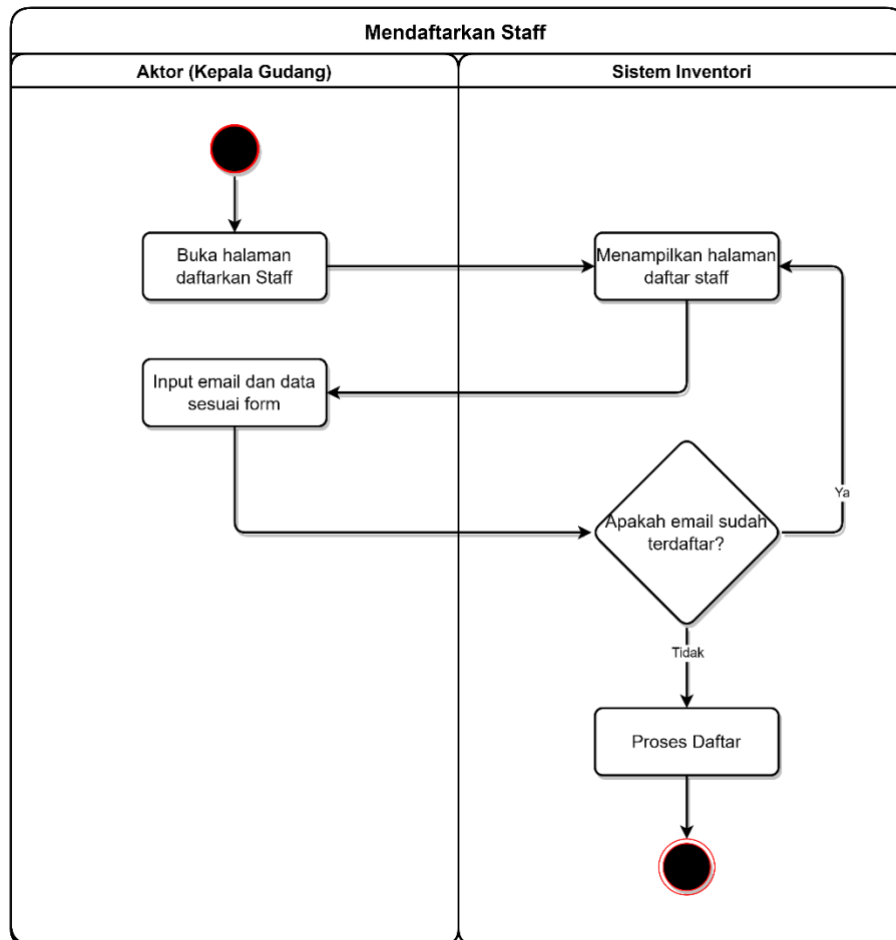 Mendaftarkan Staff
Aktor (Kepala Gudang)
Sistem Inventori
Buka halaman
daftarkan Staff
Menampilkan halaman
daftar staff
Input email dan data
sesuai form
Apakah email sudah
terdaftar?
Ya
Tidak
Proses Daftar